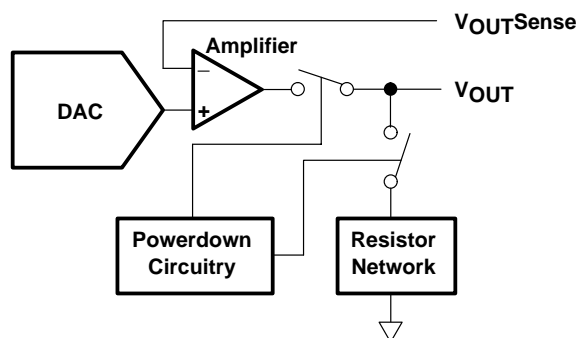 VOUTSense
Amplifier
–
+
DAC
VOUT
Powerdown
Circuitry
Resistor
Network